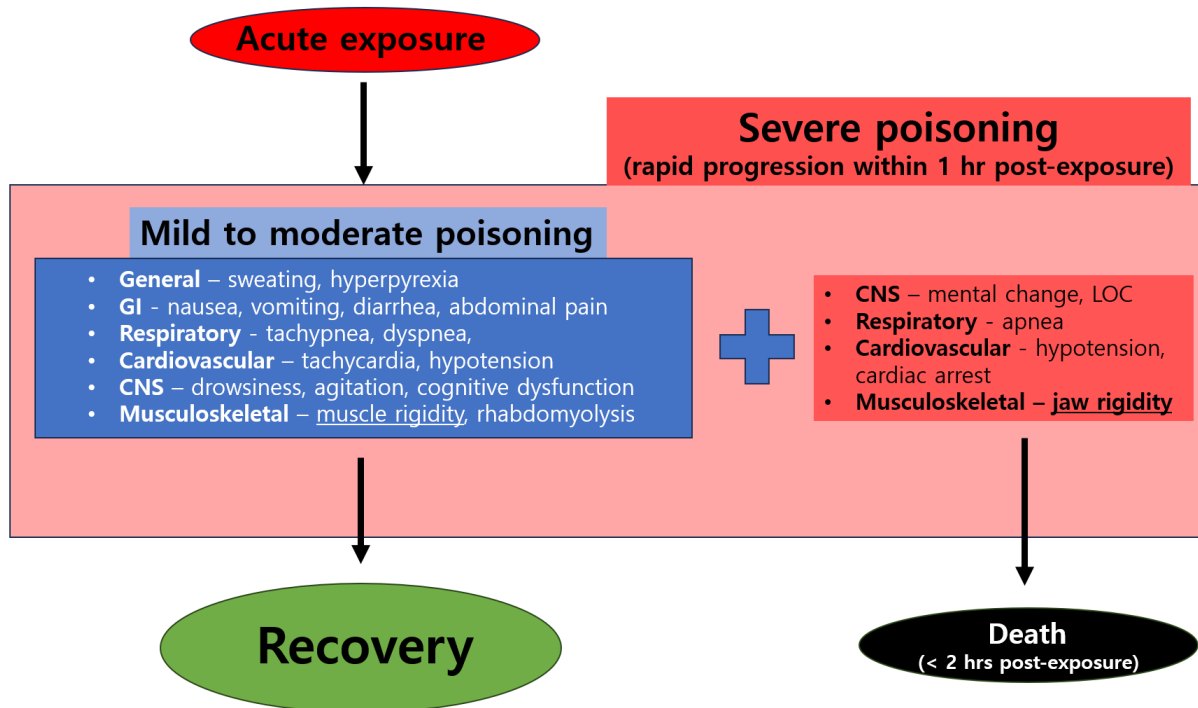 Acute exposure
Severe poisoning
(rapid progression within 1 hr post-exposure)
Mild to moderate poisoning
• General – sweating, hyperpyrexia
• GI - nausea, vomiting, diarrhea, abdominal pain
• Respiratory - tachypnea, dyspnea,
• Cardiovascular – tachycardia, hypotension
• CNS – drowsiness, agitation, cognitive dysfunction
• Musculoskeletal – muscle rigidity, rhabdomyolysis
• CNS – mental change, LOC
• Respiratory - apnea
• Cardiovascular - hypotension,
cardiac arrest
• Musculoskeletal – jaw rigidity
Recovery
Death
(< 2 hrs post-exposure)